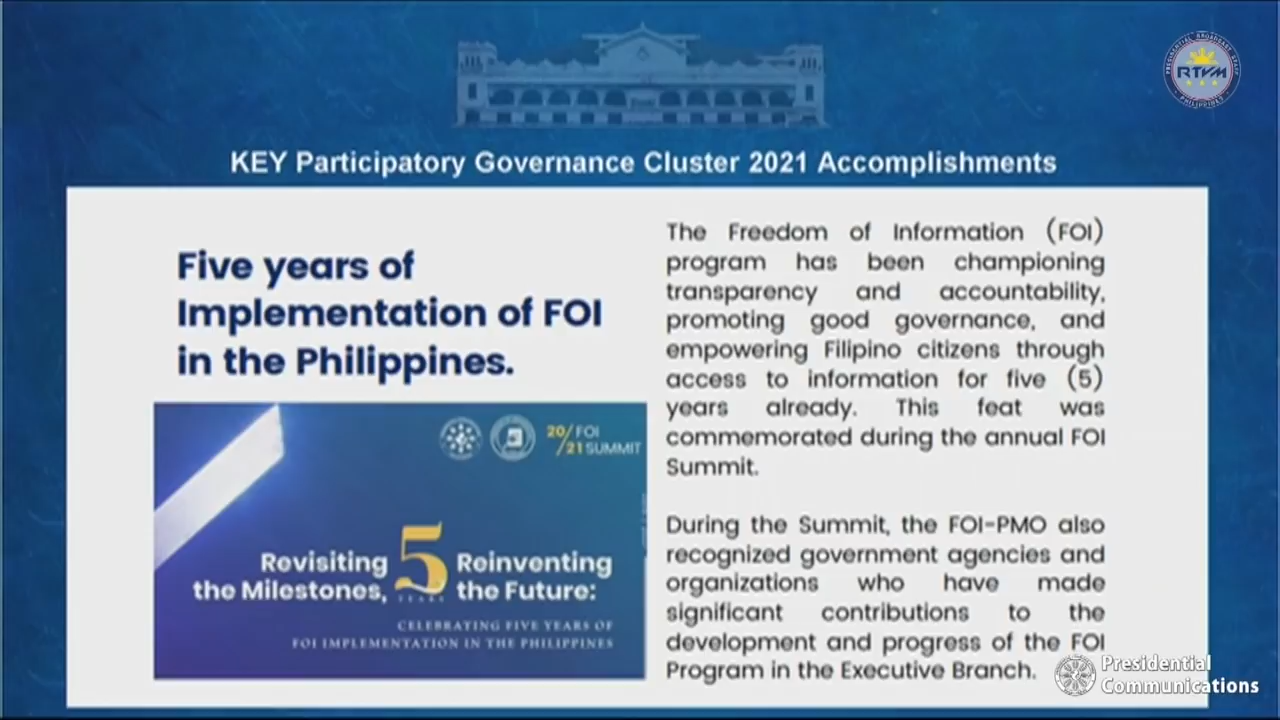 PRESIDENTIAL BROADCAST STAFF
RTVM
PHILIPPINES
KEY Participatory Governance Cluster 2021 Accomplishments
Five years of
Implementation of FOI
in the Philippines.
20/FOI
/21 SUMMIT
Revisiting
the Milestones,
5
YEARS
Reinventing
the Future:
CELEBRATING FIVE YEARS OF
FOI IMPLEMENTATION IN THE PHILIPPINES
The Freedom of Information (FOI)
program has been championing
transparency and accountability,
promoting good governance, and
empowering Filipino citizens through
access to information for five (5)
years already. This feat was
commemorated during the annual FOI
Summit.
During the Summit, the FOI-PMO also
recognized government agencies and
organizations who have made
significant contributions to the
development and progress of the FOI
Program in the Executive Branch.
Presidential
Communications